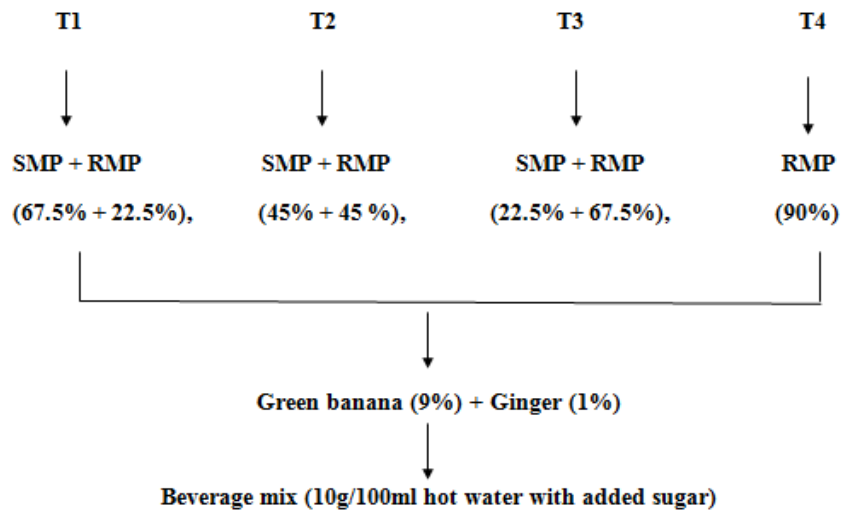 T1 T2 T3 T4
SMP + RMP SMP + RMP SMP + RMP RMP
(67.5% + 22.5%), (45% + 45 %), (22.5% + 67.5%), (90%)
Green banana (9%) + Ginger (1%)
Beverage mix (10g/100ml hot water with added sugar)